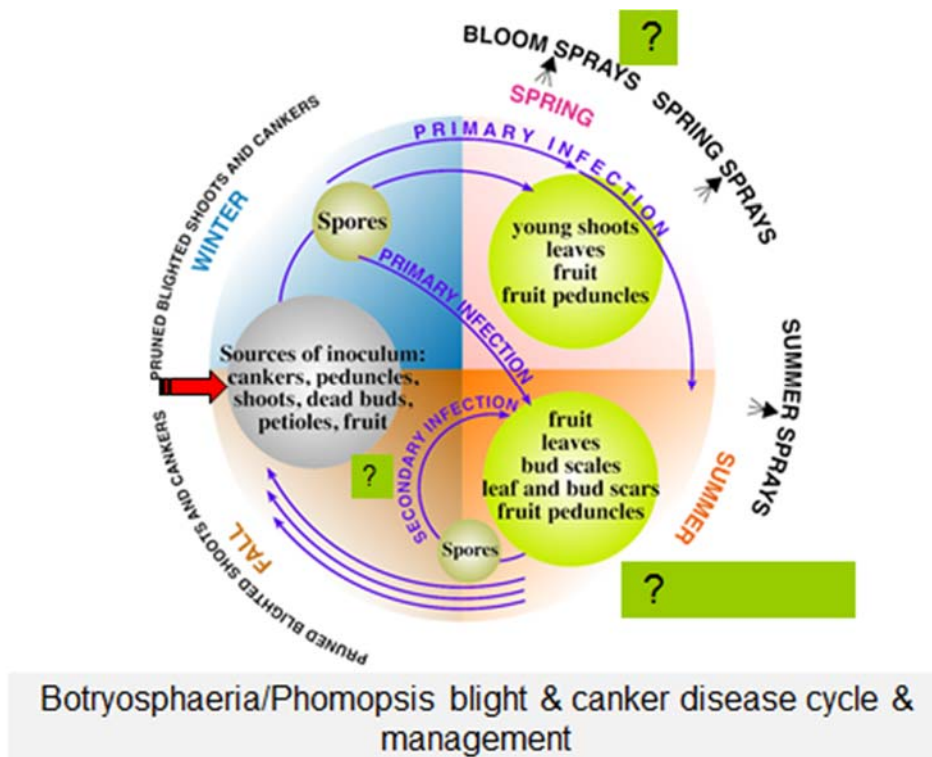 BLOOM SPRAYS
?
SPRING SPRAYS
SPRING
PRIMARY INFECTION
PRUNED BLIGHTED SHOOTS AND CANKERS
WINTER
Spores
young shoots
leaves
fruit
fruit peduncles
PRIMARY INFECTION
Sources of inoculum:
cankers, peduncles,
shoots, dead buds,
petioles, fruit
SUMMER SPRAYS
fruit
leaves
bud scales
leaf and bud scars
fruit peduncles
SECONDARY INFECTION
?
Spores
SUMMER
FALL
PRUNED BLIGHTED SHOOTS AND CANKERS
?
Botryosphaeria/Phomopsis blight & canker disease cycle &
management